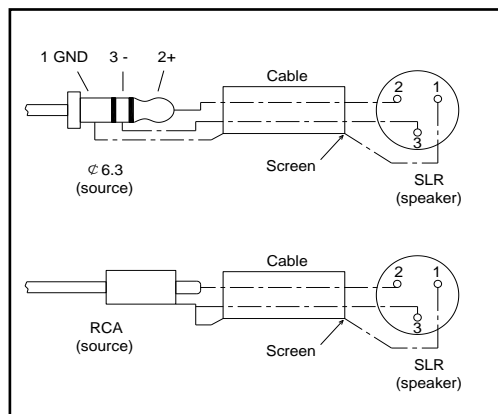 1 GND 3 - 2+
Cable
2 1
3
¢ 6.3
(source)
Screen
SLR
(speaker)
Cable
2 1
3
RCA
(source)
Screen
SLR
(speaker)